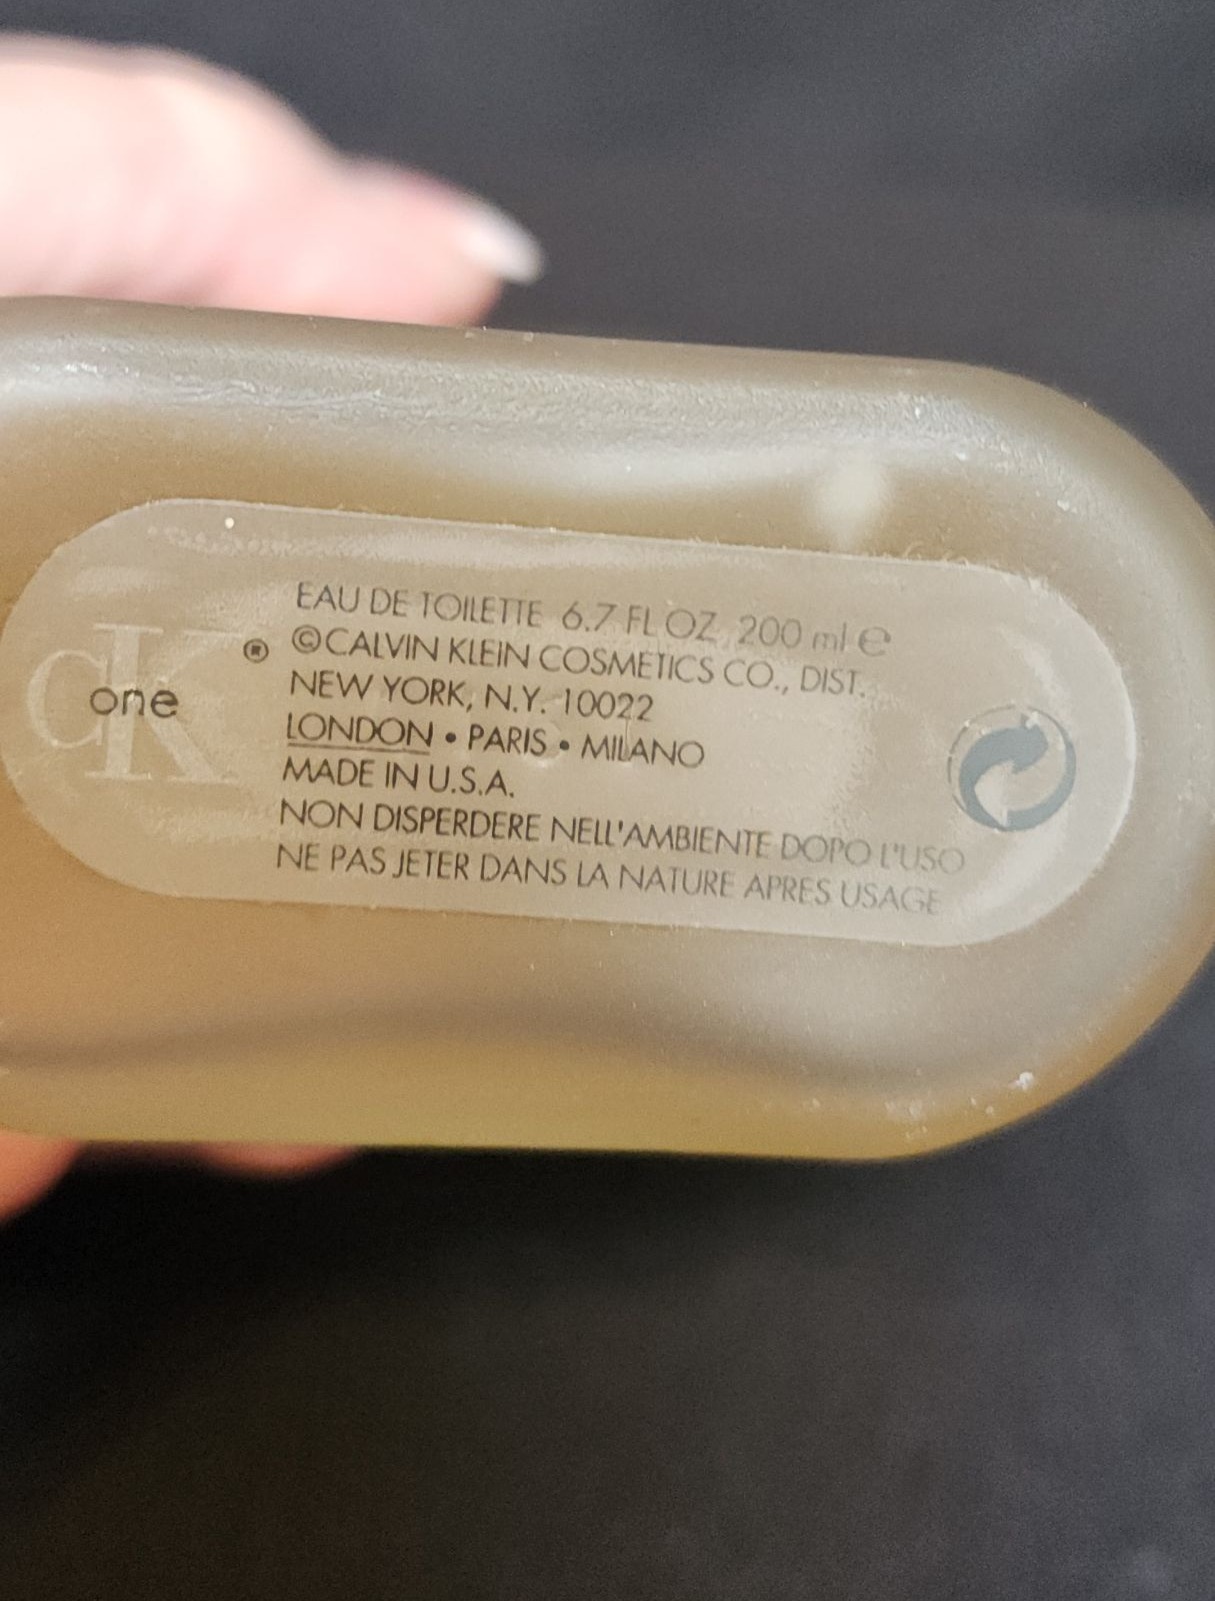 cK one ®
EAU DE TOILETTE 6.7 FL OZ 200 ml ℮
©CALVIN KLEIN COSMETICS CO., DIST.
NEW YORK, N.Y. 10022
LONDON • PARIS • MILANO
MADE IN U.S.A.
NON DISPERDERE NELL'AMBIENTE DOPO L'USO
NE PAS JETER DANS LA NATURE APRES USAGE